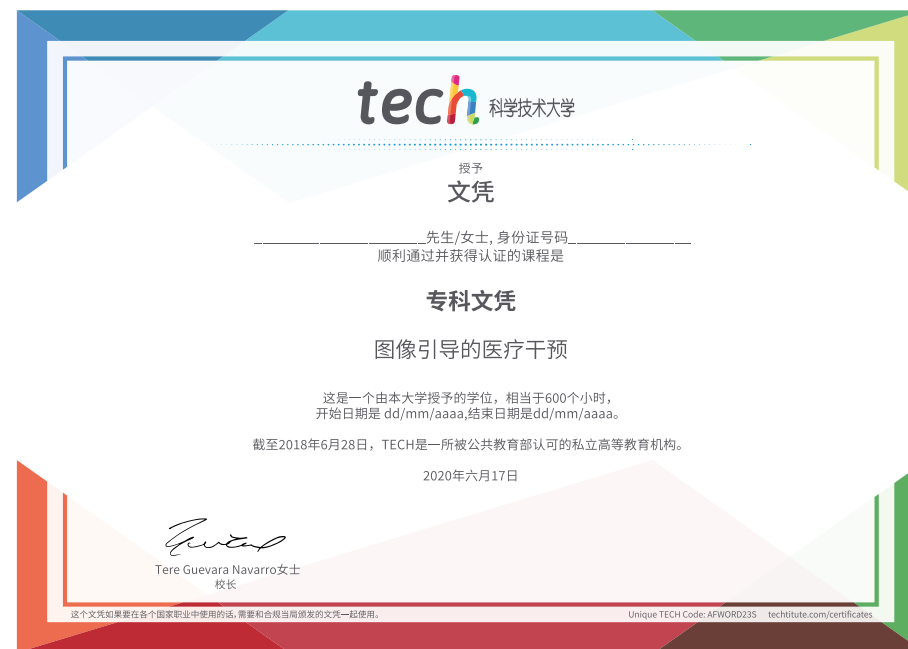 tech 科学技术大学
授予
文凭
______________________先生/女士, 身份证号码________________
顺利通过并获得认证的课程是
专科文凭
图像引导的医疗干预
这是一个由本大学授予的学位，相当于600个小时，
开始日期是 dd/mm/aaaa,结束日期是dd/mm/aaaa。
截至2018年6月28日，TECH是一所被公共教育部认可的私立高等教育机构。
2020年六月17日
Tere Guevara Navarro女士
校长
这个文凭如果要在各个国家职业中使用的话,需要和合规当局颁发的文凭一起使用。
Unique TECH Code: AFWORD23S techtitute.com/certificates